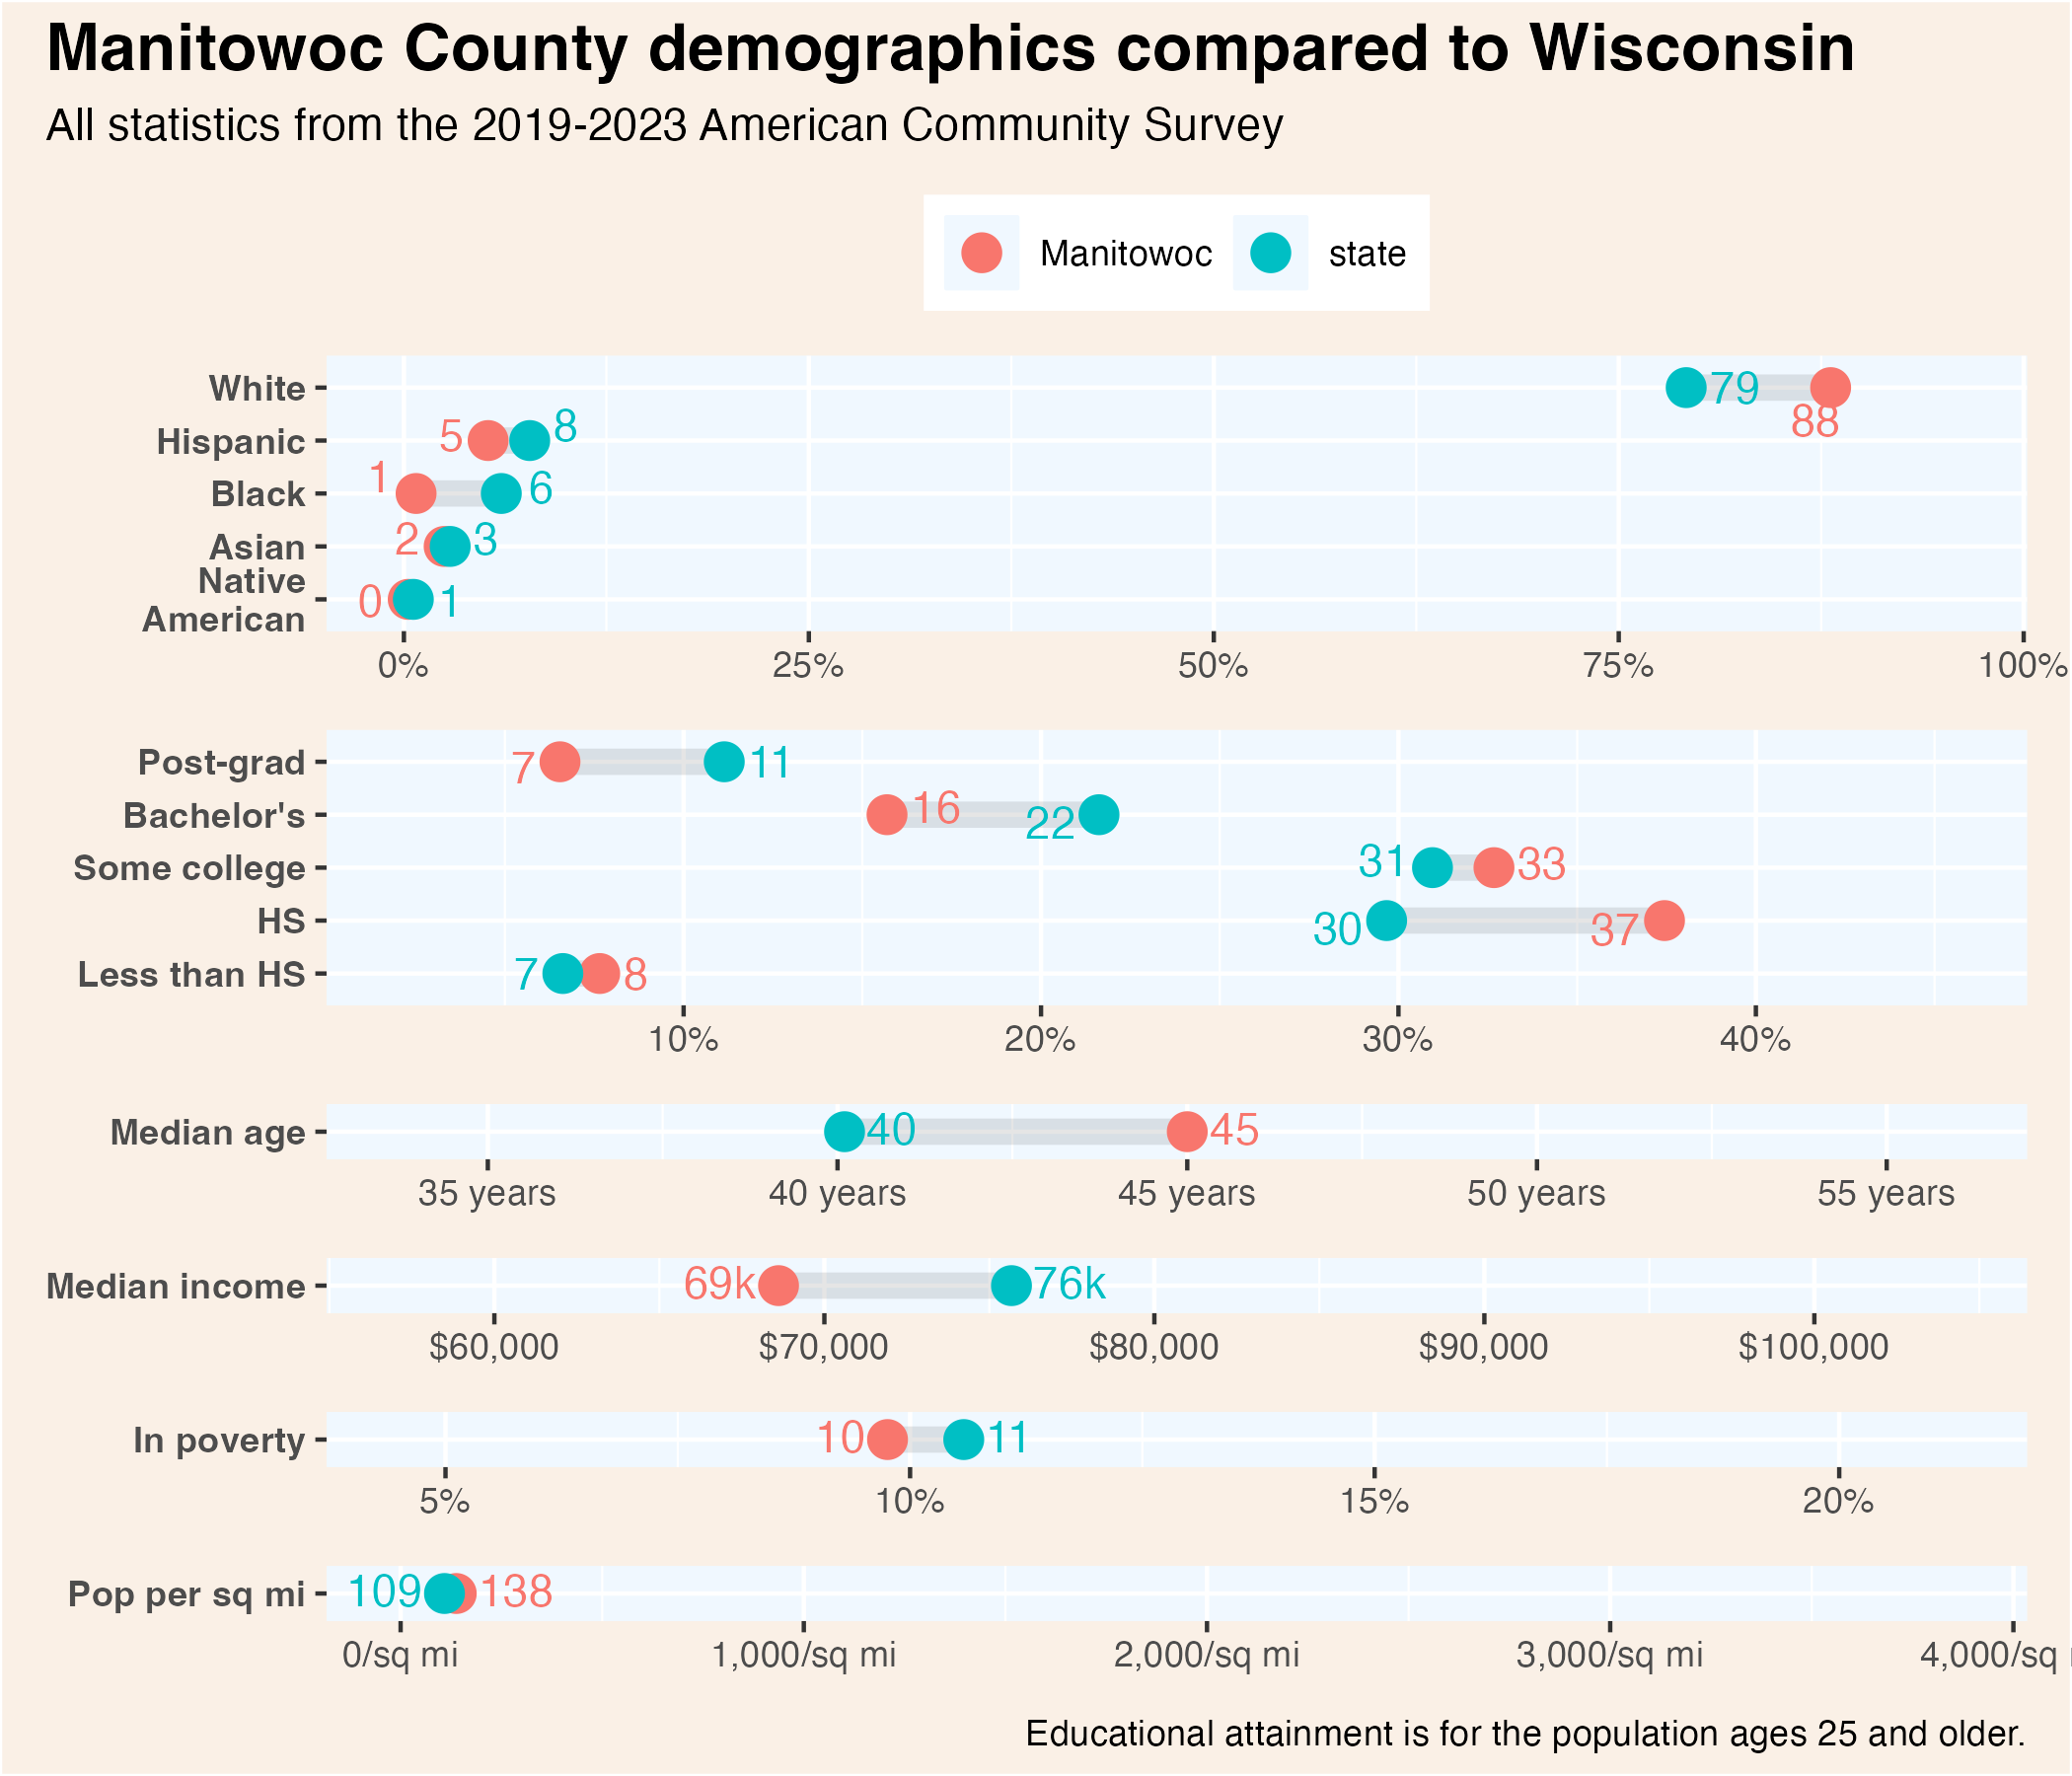 Manitowoc County demographics compared to Wisconsin
All statistics from the 2019-2023 American Community Survey
Manitowoc state
White 79 88
Hispanic 5 8
Black 1 6
Asian 2 3
Native
American 0 1
0% 25% 50% 75% 100%
Post-grad 7 11
Bachelor's 16 22
Some college 31 33
HS 30 37
Less than HS 7 8
10% 20% 30% 40%
Median age 40 45
35 years 40 years 45 years 50 years 55 years
Median income 69k 76k
$60,000 $70,000 $80,000 $90,000 $100,000
In poverty 10 11
5% 10% 15% 20%
Pop per sq mi 109 138
0/sq mi 1,000/sq mi 2,000/sq mi 3,000/sq mi 4,000/sq
Educational attainment is for the population ages 25 and older.